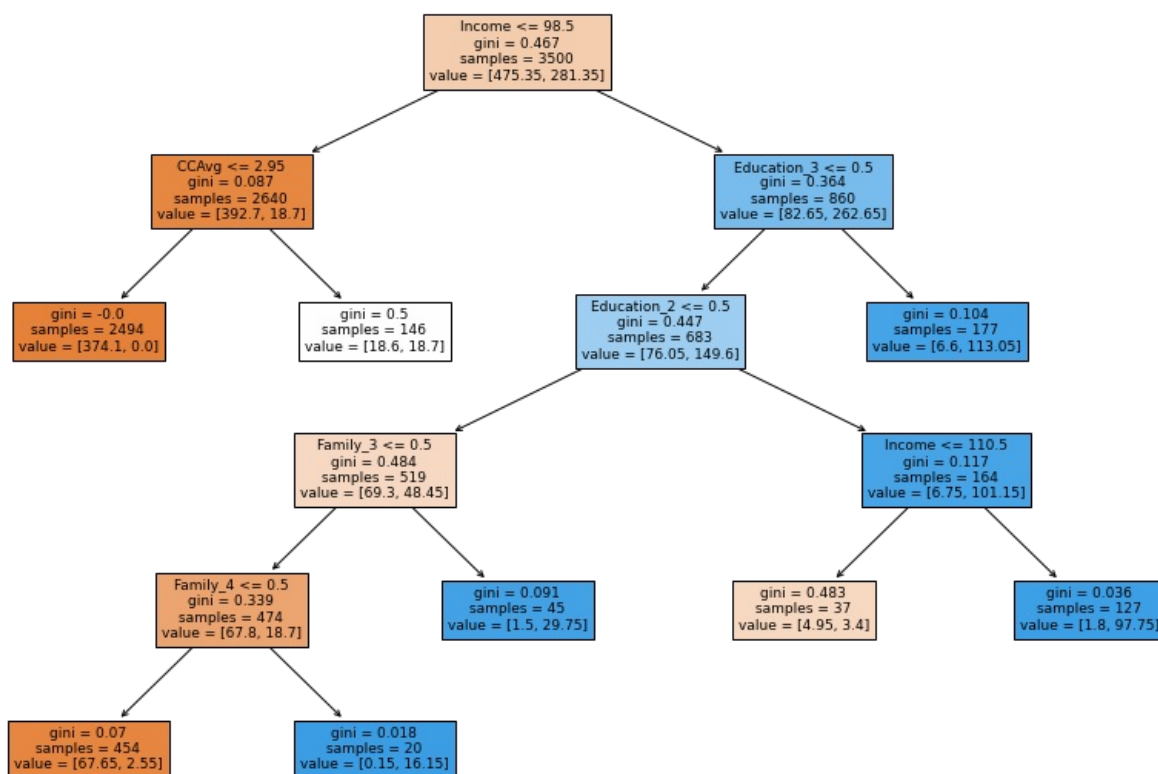 Income <= 98.5
gini = 0.467
samples = 3500
value = [475.35, 281.35]
CCAvg <= 2.95
gini = 0.087
samples = 2640
value = [392.7, 18.7]
Education_3 <= 0.5
gini = 0.364
samples = 860
value = [82.65, 262.65]
gini = -0.0
samples = 2494
value = [374.1, 0.0]
gini = 0.5
samples = 146
value = [18.6, 18.7]
Education_2 <= 0.5
gini = 0.447
samples = 683
value = [76.05, 149.6]
gini = 0.104
samples = 177
value = [6.6, 113.05]
Family_3 <= 0.5
gini = 0.484
samples = 519
value = [69.3, 48.45]
Income <= 110.5
gini = 0.117
samples = 164
value = [6.75, 101.15]
Family_4 <= 0.5
gini = 0.339
samples = 474
value = [67.8, 18.7]
gini = 0.091
samples = 45
value = [1.5, 29.75]
gini = 0.483
samples = 37
value = [4.95, 3.4]
gini = 0.036
samples = 127
value = [1.8, 97.75]
gini = 0.07
samples = 454
value = [67.65, 2.55]
gini = 0.018
samples = 20
value = [0.15, 16.15]